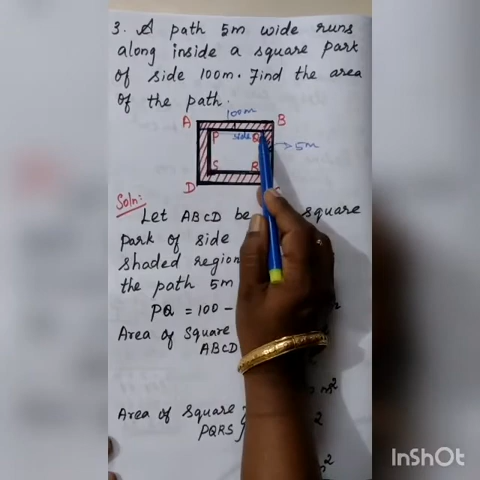 3. A path 5m wide runs
along inside a square park
of side 100m. Find the area
of the path.
100m
A B
P side Q
5m
S R
D
Soln:
Let ABCD be square
park of side
shaded region
the path 5m
PQ = 100 -
Area of square
ABCD
m²
Area of square }
PQRS
2
InShOt